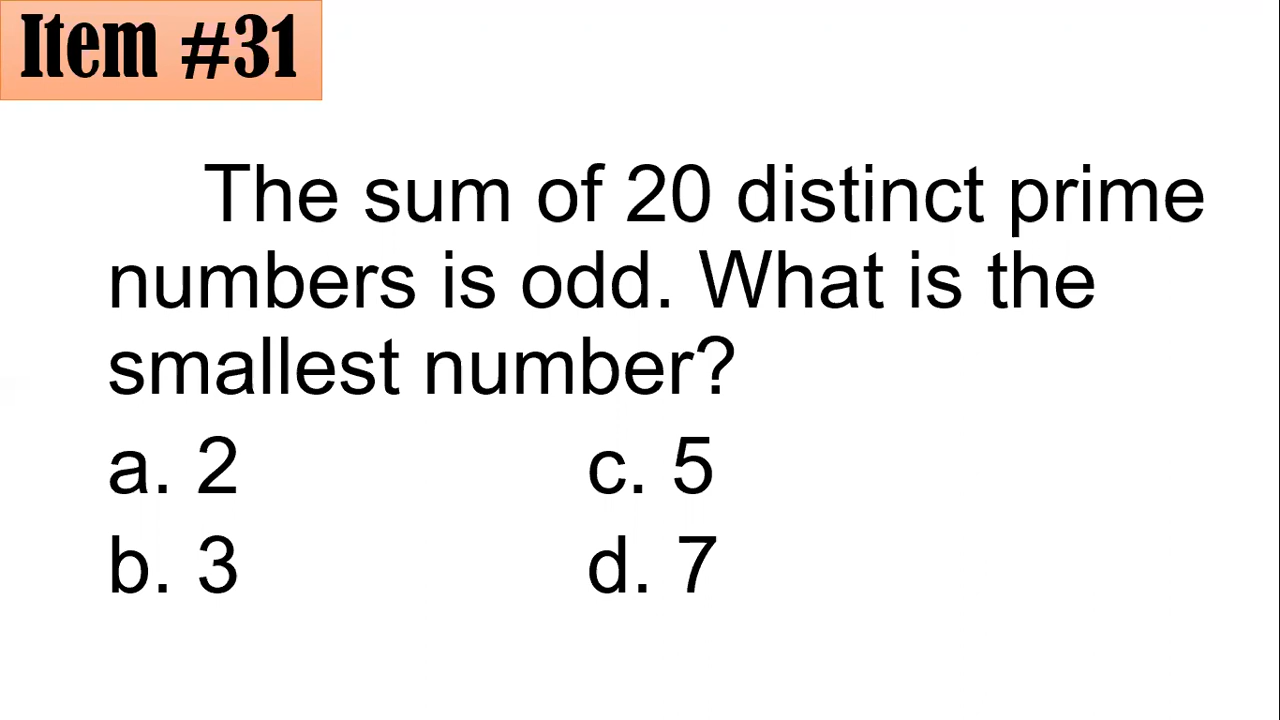 Item #31
The sum of 20 distinct prime
numbers is odd. What is the
smallest number?
a. 2 c. 5
b. 3 d. 7